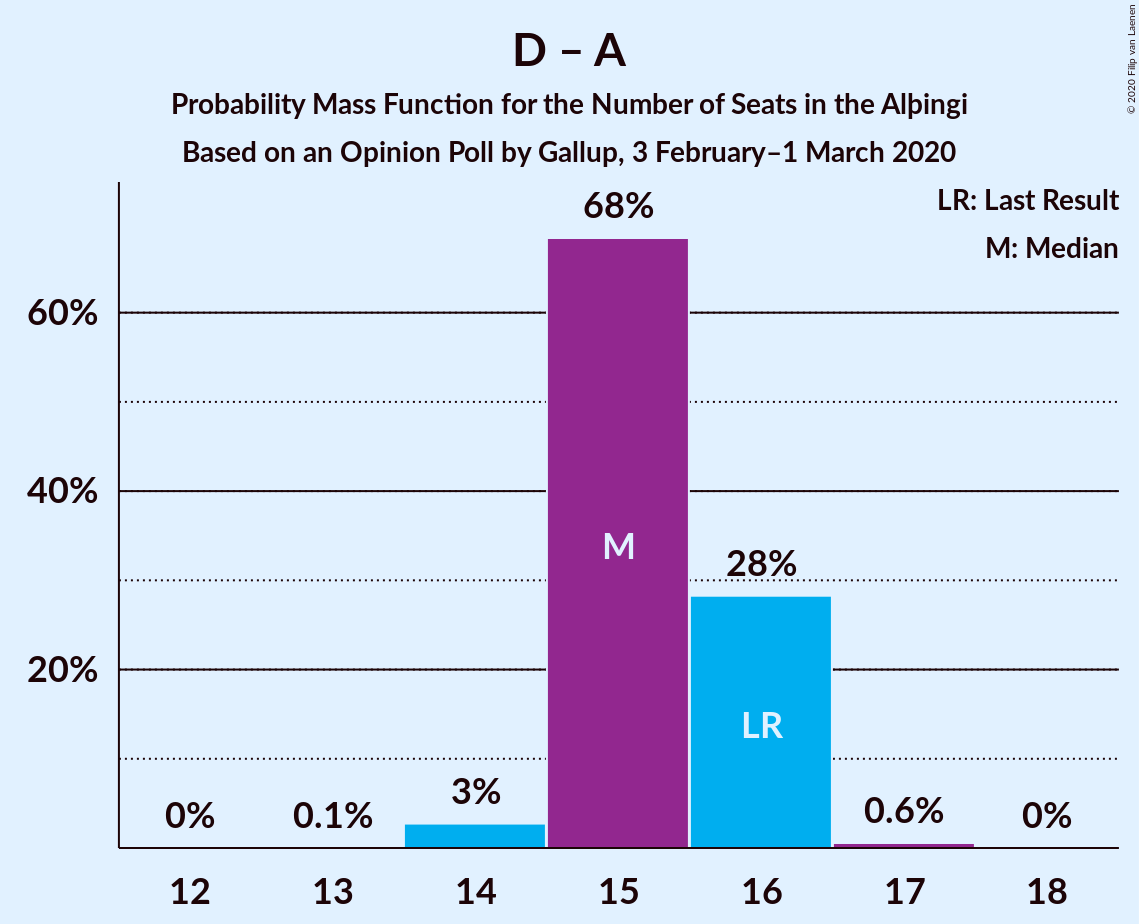 D – A
Probability Mass Function for the Number of Seats in the Alþingi
Based on an Opinion Poll by Gallup, 3 February–1 March 2020
© 2020 Filip van Laenen
LR: Last Result
M: Median
60%
40%
20%
0%
0.1%
3%
68%
M
28%
LR
0.6%
0%
12
13
14
15
16
17
18